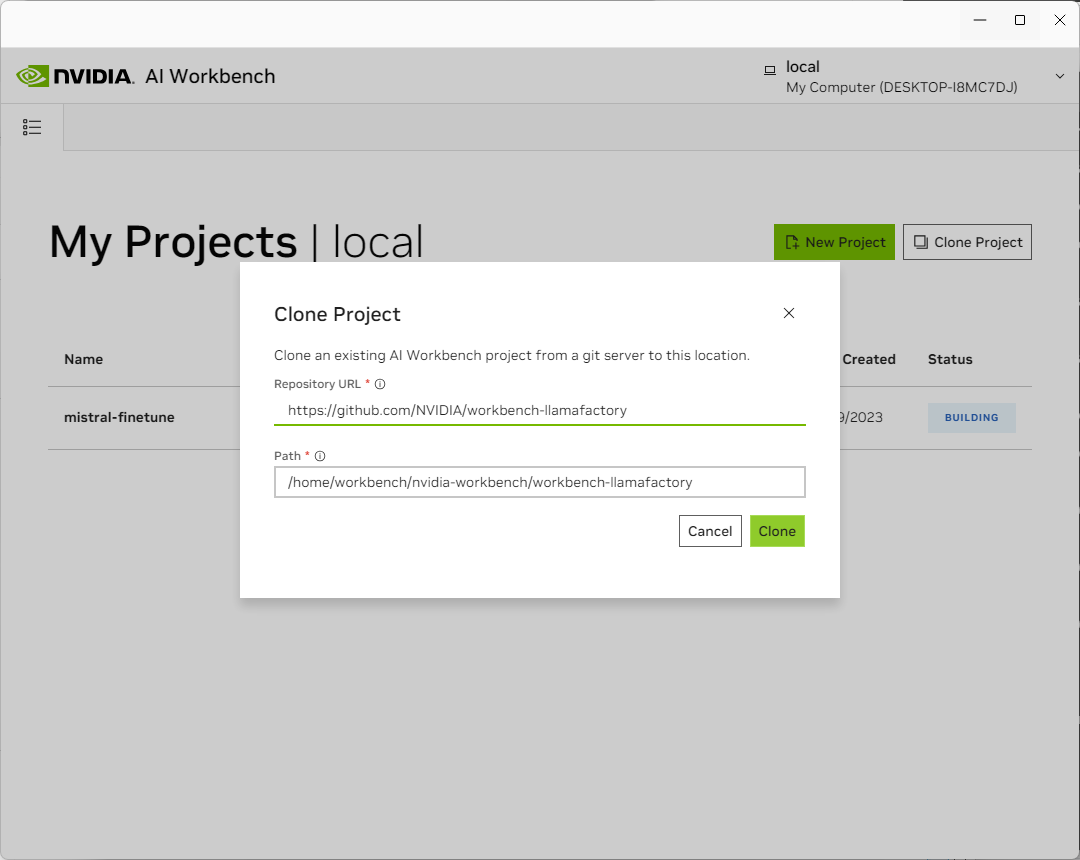 NVIDIA. AI Workbench
local
My Computer (DESKTOP-I8MC7DJ)
My Projects | local
New Project
Clone Project
Clone Project
Clone an existing AI Workbench project from a git server to this location.
Repository URL *
https://github.com/NVIDIA/workbench-llamafactory
Path *
/home/workbench/nvidia-workbench/workbench-llamafactory
Cancel
Clone
Name
Created
Status
mistral-finetune
9/2023
BUILDING